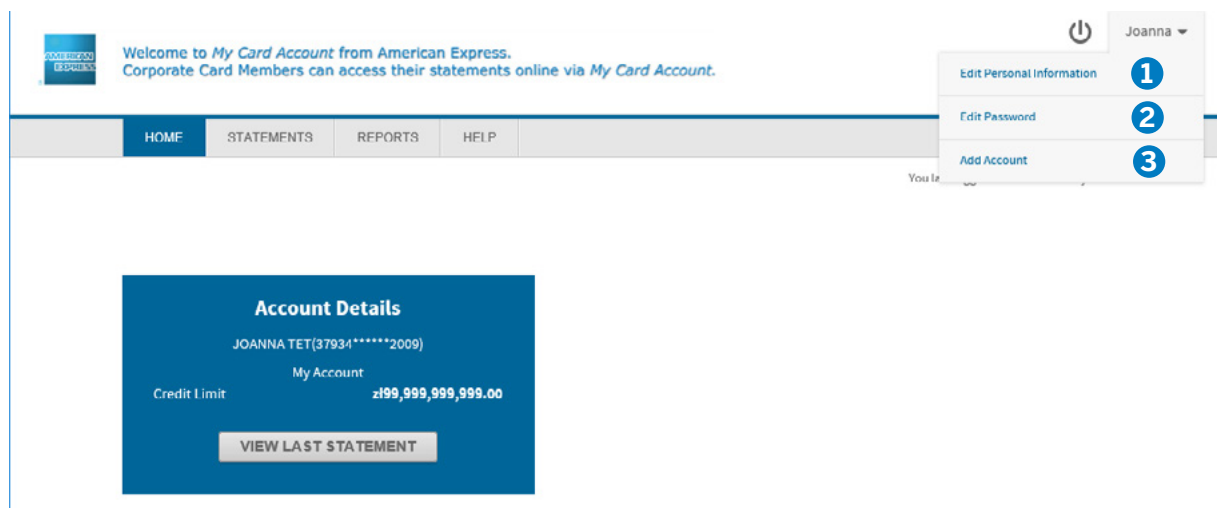 AMERICAN
EXPRESS
Welcome to My Card Account from American Express.
Corporate Card Members can access their statements online via My Card Account.
Joanna
Edit Personal Information 1
Edit Password 2
Add Account 3
HOME STATEMENTS REPORTS HELP
You
Account Details
JOANNA TET(37934******2009)
My Account
Credit Limit zł99,999,999,999.00
VIEW LAST STATEMENT